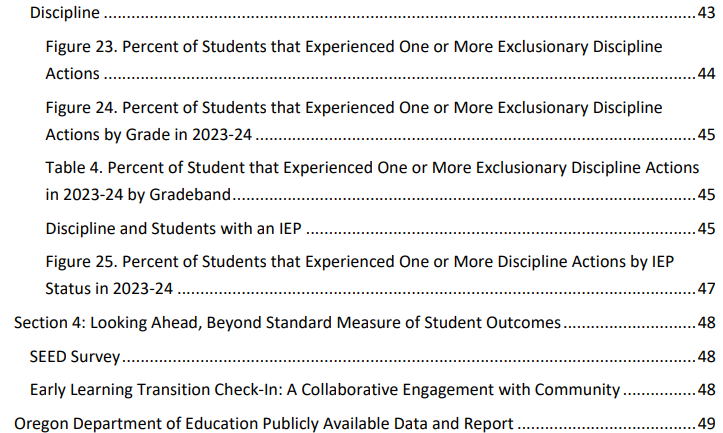 Discipline ........................................................................................................................ 43
Figure 23. Percent of Students that Experienced One or More Exclusionary Discipline
Actions ........................................................................................................................ 44
Figure 24. Percent of Students that Experienced One or More Exclusionary Discipline
Actions by Grade in 2023-24 ........................................................................................ 45
Table 4. Percent of Student that Experienced One or More Exclusionary Discipline Actions
in 2023-24 by Gradeband............................................................................................. 45
Discipline and Students with an IEP .............................................................................. 45
Figure 25. Percent of Students that Experienced One or More Discipline Actions by IEP
Status in 2023-24 ........................................................................................................ 47
Section 4: Looking Ahead, Beyond Standard Measure of Student Outcomes.......................... 48
SEED Survey.................................................................................................................... 48
Early Learning Transition Check-In: A Collaborative Engagement with Community ............... 48
Oregon Department of Education Publicly Available Data and Report .................................... 49